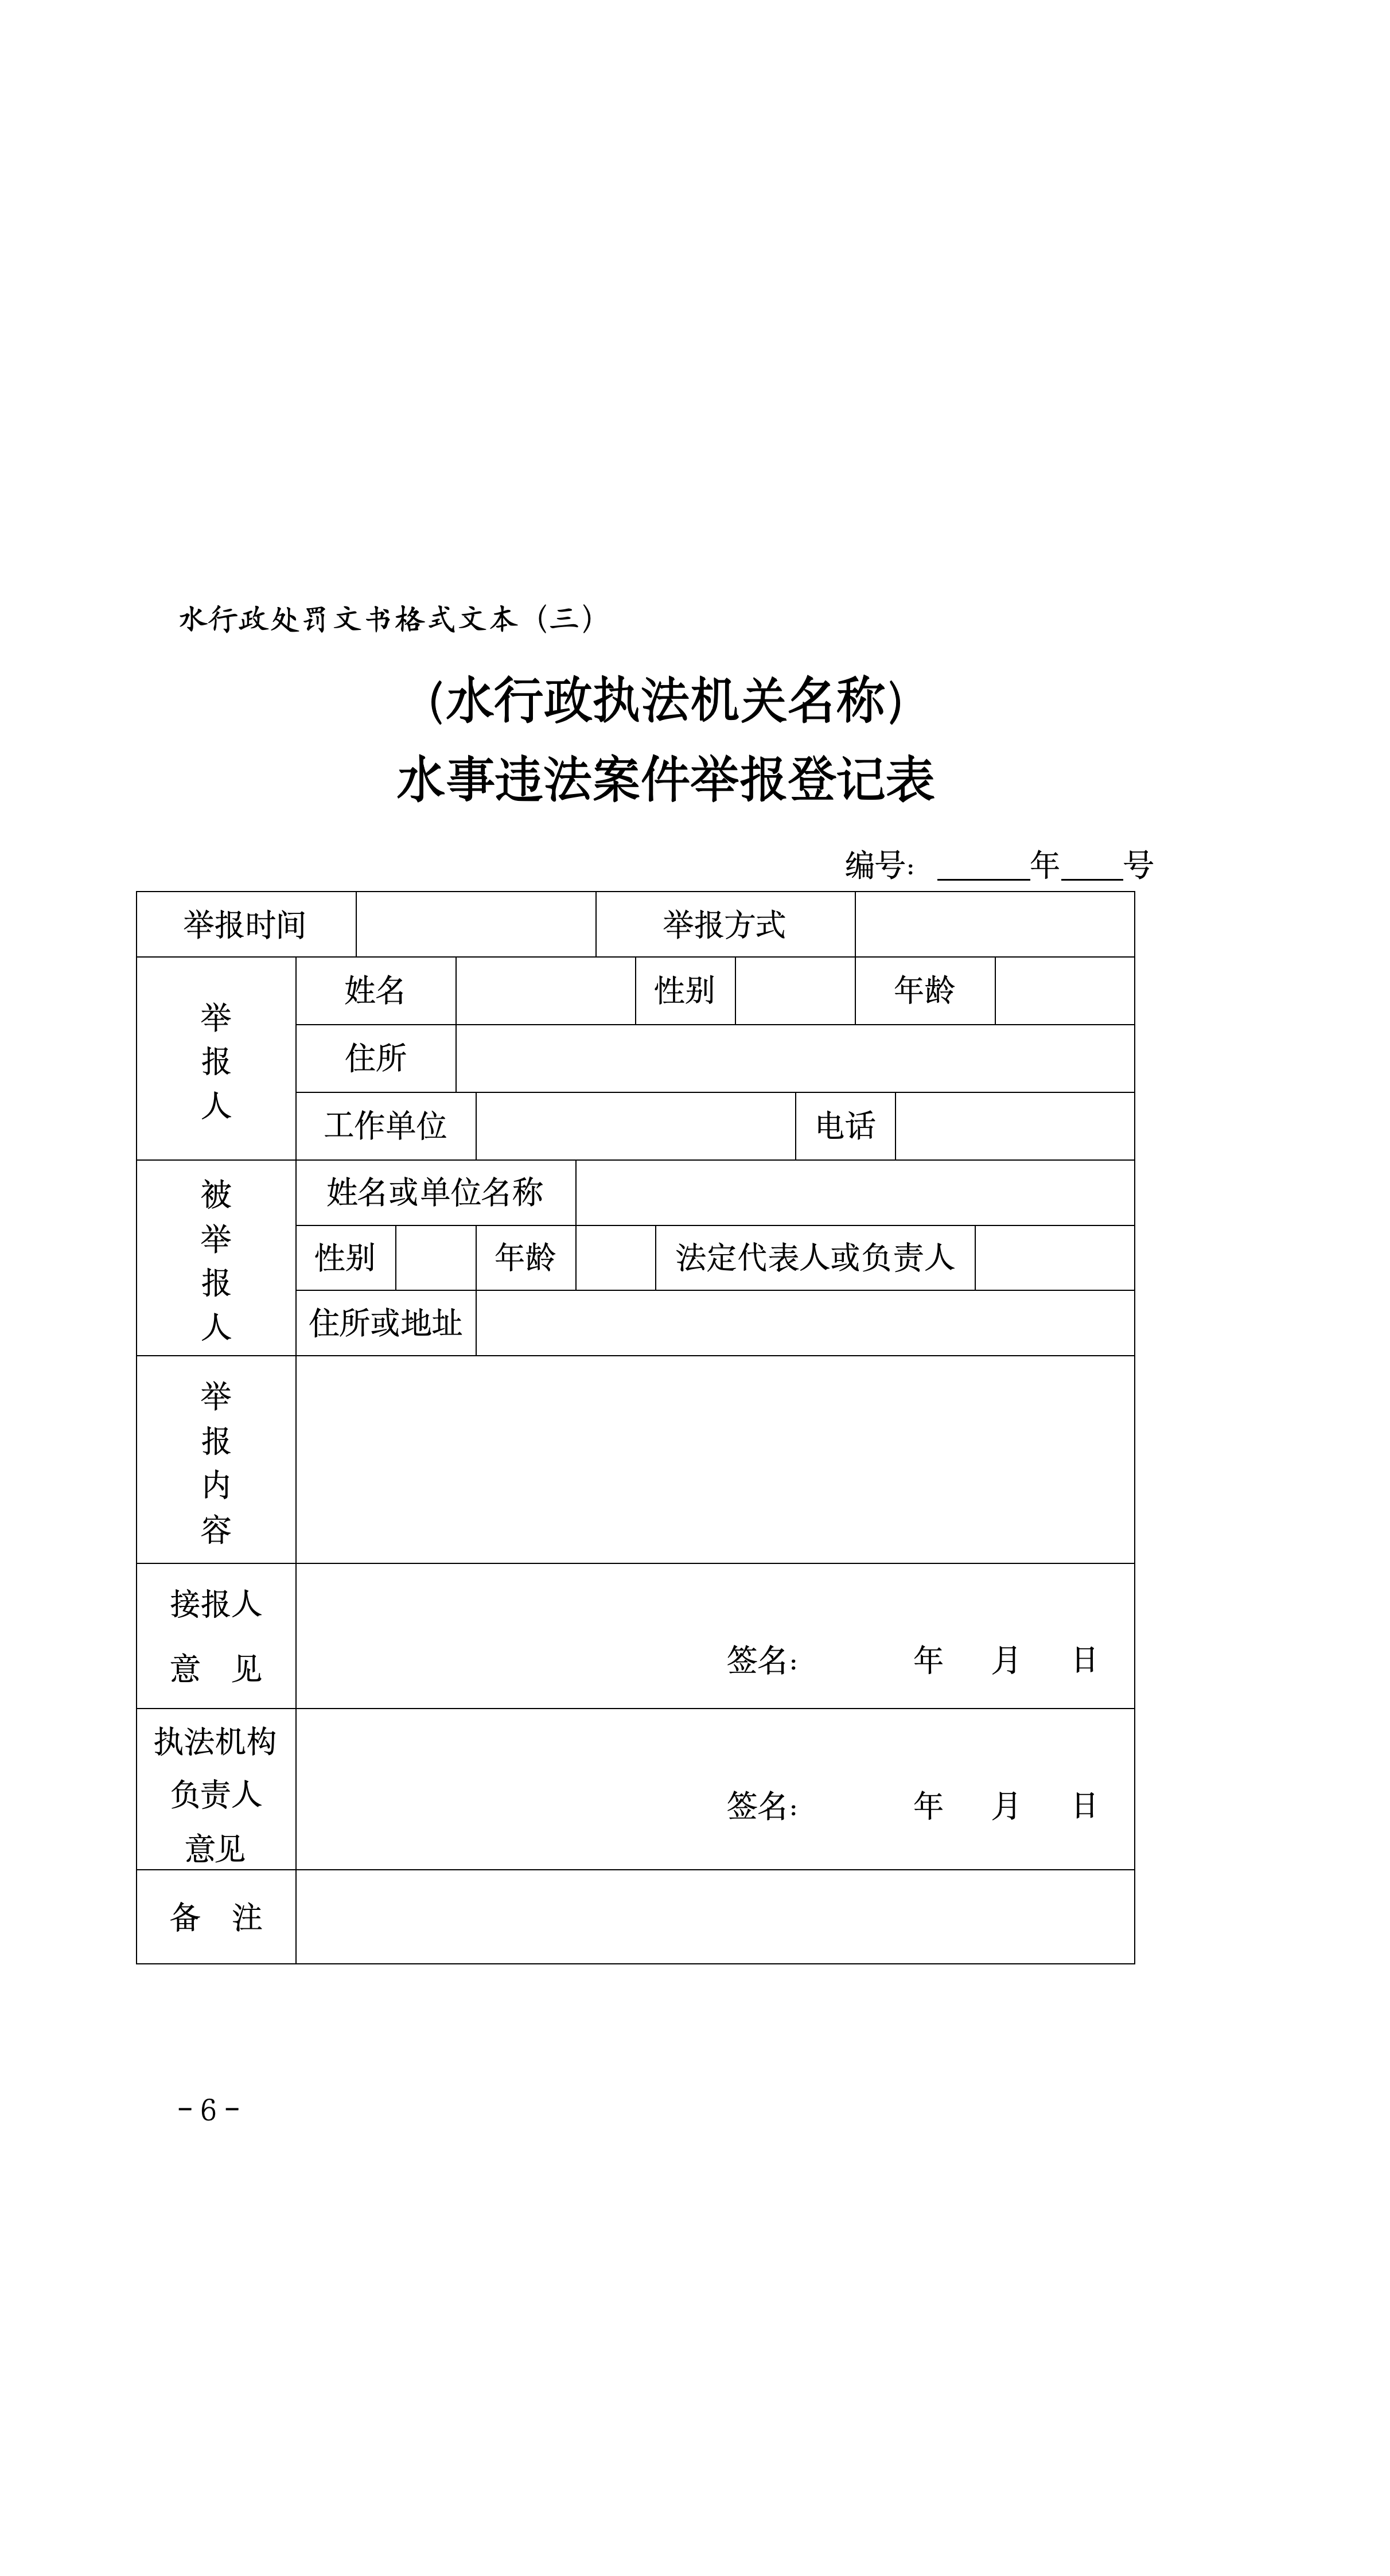 水行政处罚文书格式文本（三）
（水行政执法机关名称）
水事违法案件举报登记表
编号：______年____号
举报时间 举报方式
举报人
姓名 性别 年龄
住所
工作单位 电话
被举报人
姓名或单位名称
性别 年龄 法定代表人或负责人
住所或地址
举报内容
接报人
意 见
签名： 年 月 日
执法机构
负责人
意见
签名： 年 月 日
备 注
－6－